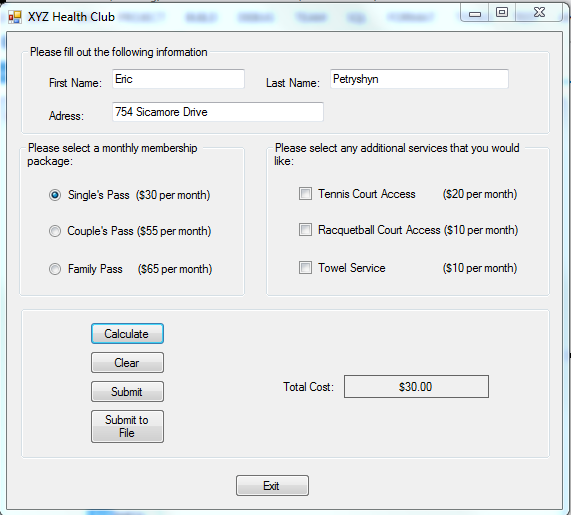 XYZ Health Club
Please fill out the following information
First Name: Eric Last Name: Petryshyn
Adress: 754 Sicamore Drive
Please select a monthly membership
package:
Single's Pass ($30 per month)
Couple's Pass ($55 per month)
Family Pass ($65 per month)
Please select any additional services that you would
like:
Tennis Court Access ($20 per month)
Racquetball Court Access ($10 per month)
Towel Service ($10 per month)
Calculate
Clear
Submit
Submit to
File
Total Cost: $30.00
Exit